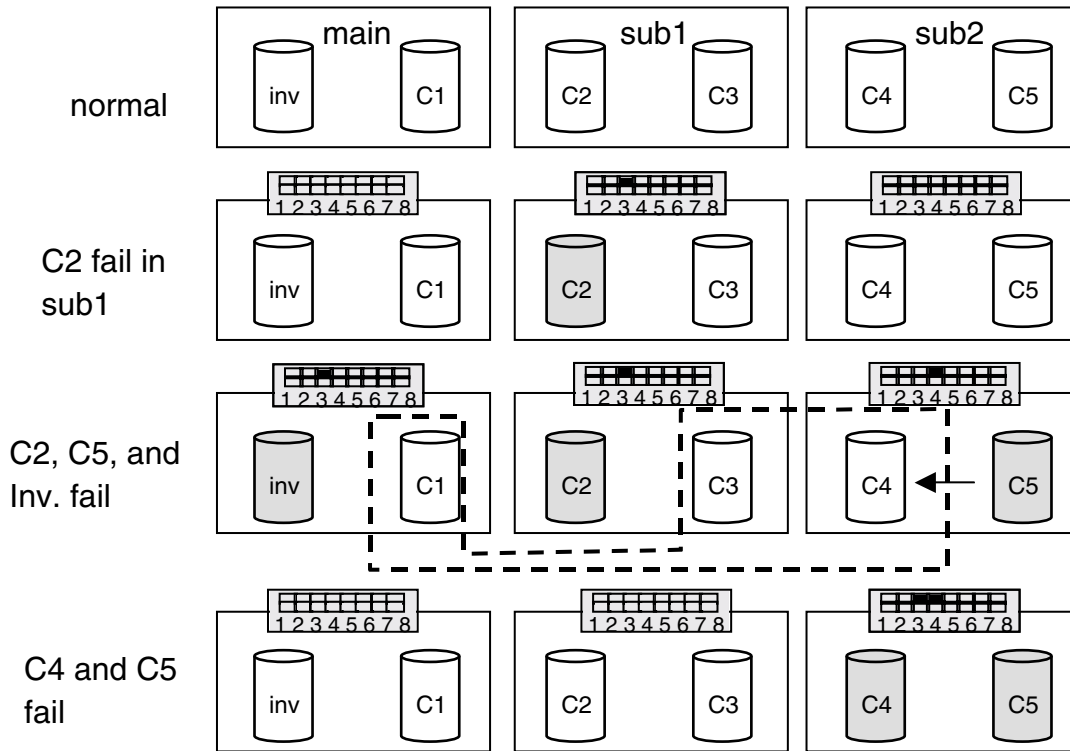 main sub1 sub2
normal
inv C1 C2 C3 C4 C5
12345678 12345678 12345678
C2 fail in
sub1
inv C1 C2 C3 C4 C5
12345678 12345678 12345678
C2, C5, and
Inv. fail
inv C1 C2 C3 C4 C5
12345678 12345678 12345678
C4 and C5
fail
inv C1 C2 C3 C4 C5